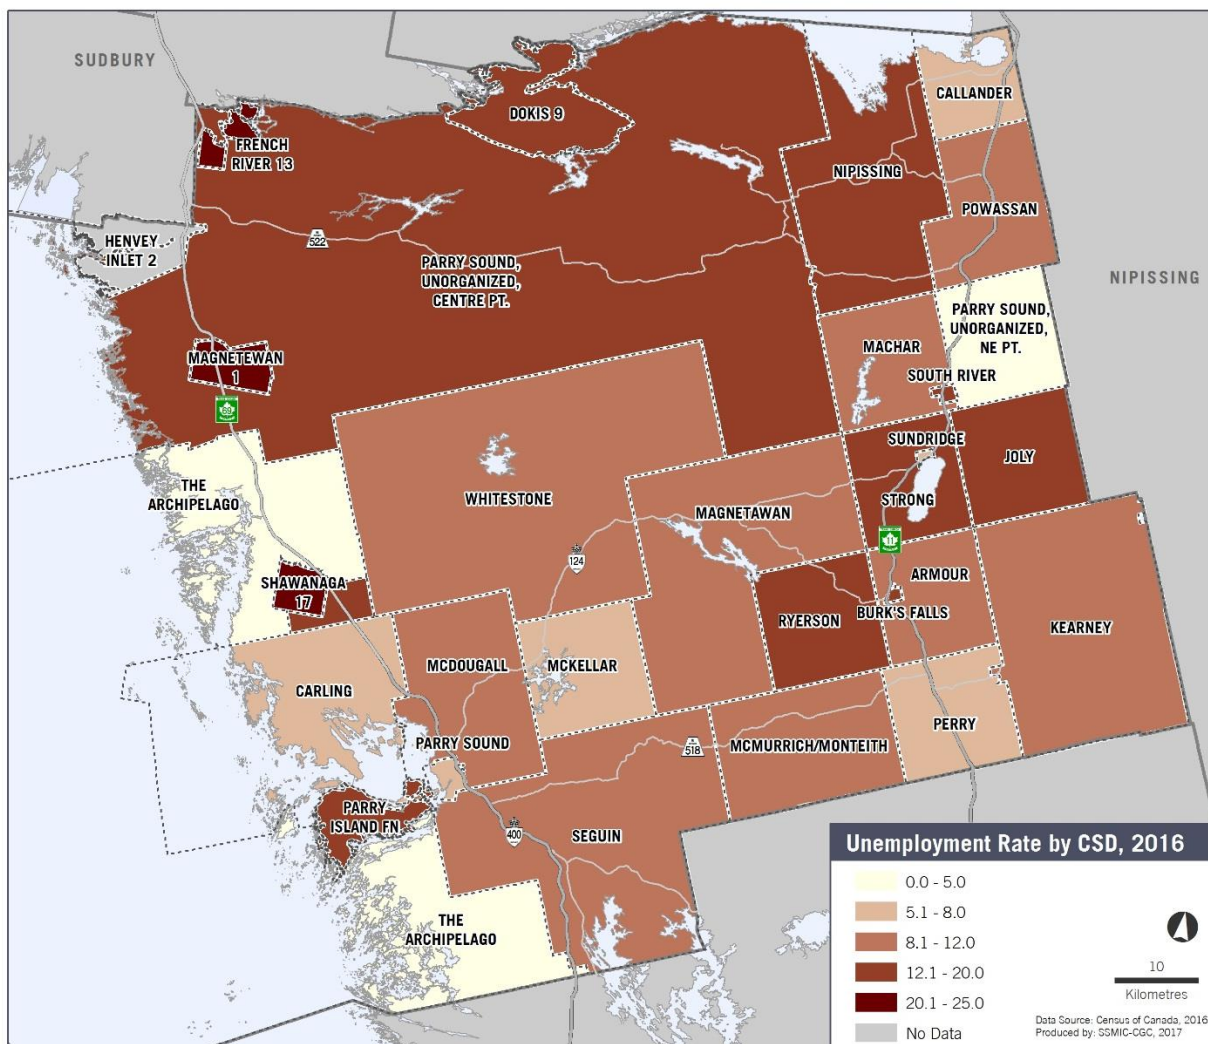 SUDBURY
DOKIS 9
CALLANDER
FRENCH
RIVER 13
NIPISSING
POWASSAN
HENVEY
INLET 2
522
PARRY SOUND,
UNORGANIZED,
CENTRE PT.
NIPISSING
PARRY SOUND,
UNORGANIZED,
NE PT.
MACHAR
MAGNETEWAN
1
SOUTH RIVER
69
SUNDRIDGE
JOLY
THE
ARCHIPELAGO
WHITESTONE
STRONG
MAGNETAWAN
11
124
SHAWANAGA
17
ARMOUR
BURK'S FALLS
RYERSON
KEARNEY
MCDOUGALL
MCKELLAR
CARLING
PERRY
PARRY SOUND
518
MCMURRICH/MONTEITH
PARRY
ISLAND FN
400
SEGUIN
THE
ARCHIPELAGO
Unemployment Rate by CSD, 2016
0.0 - 5.0
5.1 - 8.0
8.1 - 12.0
12.1 - 20.0
20.1 - 25.0
No Data
10
Kilometres
Data Source: Census of Canada, 2016
Produced by: SSMIC-CGC, 2017